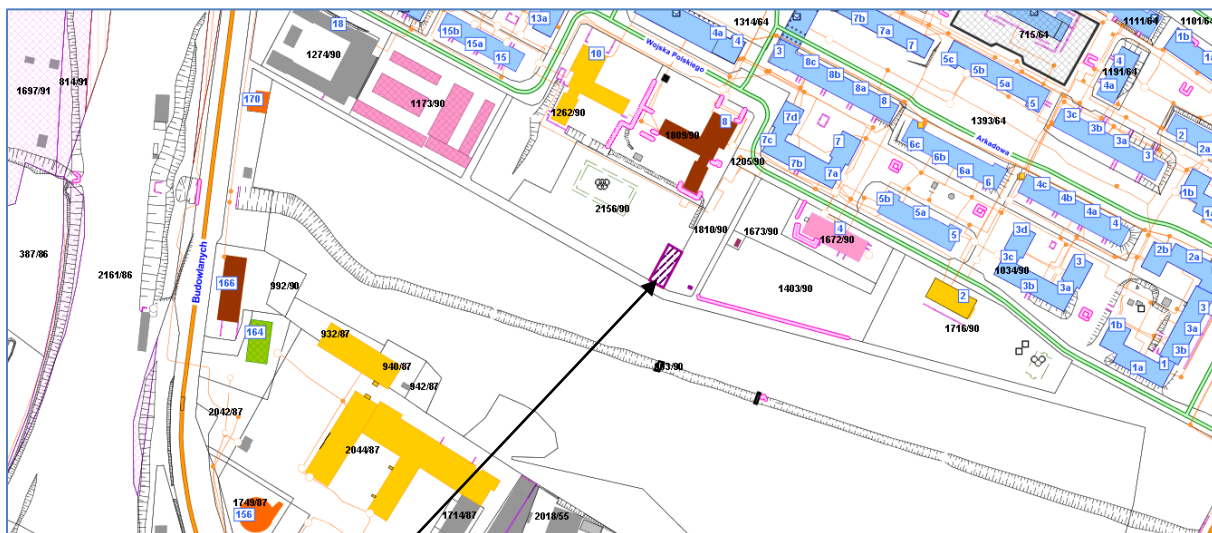 18
13a
1314/64
4a
4
7b
7a
7
715/64
1111/64
1101/64
1b
15b
15a
15
10
Wojska Polskiego
3
8c
8b
8a
8
5c
5b
5a
5
1191/64
4
4a
1274/90
814/91
1697/91
1173/90
170
1262/90
8
1809/90
7d
7c
7
7b
7a
1393/64
Arkadowa
3c
3b
3a
3
2
2a
6c
6b
6a
6
1205/90
4c
4b
4a
4
1b
2156/90
1810/90
1673/90
4
1672/90
5b
5a
5
3d
3c
1034/90
3b
3a
3
2b
2a
387/86
2161/86
Budowlanych
166
992/90
1403/90
2
1716/90
3
3a
3b
1b
1
1a
164
932/87
940/87
942/87
2042/87
2044/87
1749/87
156
1714/87
2018/55